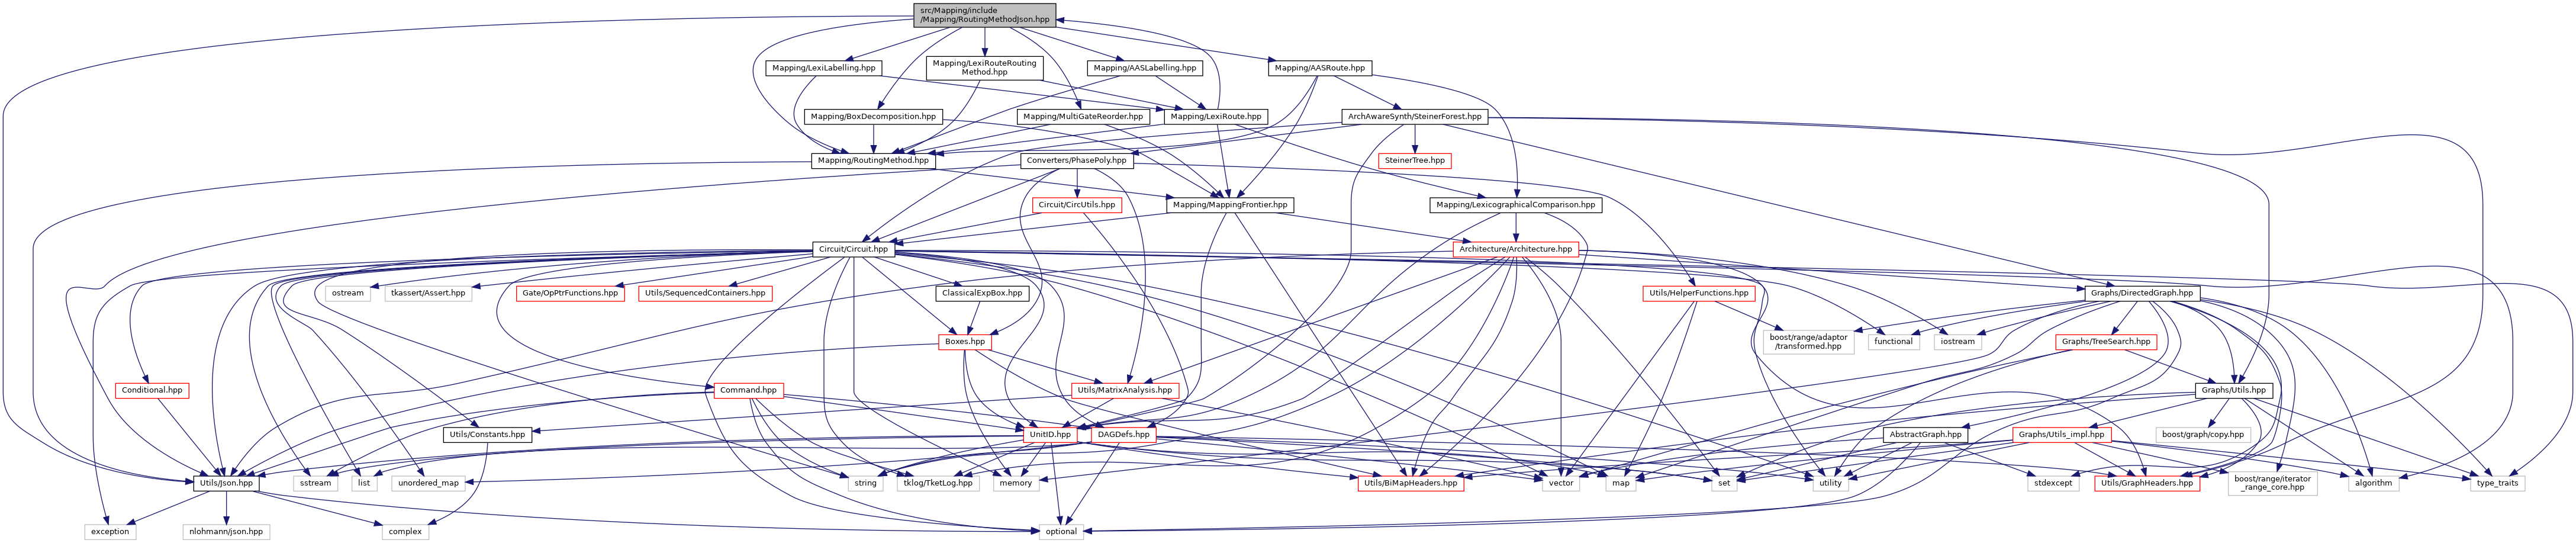 src/Mapping/include
/Mapping/RoutingMethodJson.hpp
Mapping/LexiLabelling.hpp
Mapping/LexiRouteRouting
Method.hpp
Mapping/AASLabelling.hpp
Mapping/AASRoute.hpp
Mapping/BoxDecomposition.hpp
Mapping/MultiGateReorder.hpp
Mapping/LexiRoute.hpp
ArchAwareSynth/SteinerForest.hpp
Mapping/RoutingMethod.hpp
Converters/PhasePoly.hpp
SteinerTree.hpp
Circuit/CircUtils.hpp
Mapping/MappingFrontier.hpp
Mapping/LexicographicalComparison.hpp
Circuit/Circuit.hpp
Architecture/Architecture.hpp
ostream
tkassert/Assert.hpp
Gate/OpPtrFunctions.hpp
Utils/SequencedContainers.hpp
ClassicalExpBox.hpp
Utils/HelperFunctions.hpp
Graphs/DirectedGraph.hpp
Boxes.hpp
boost/range/adaptor
/transformed.hpp
functional
iostream
Graphs/TreeSearch.hpp
Conditional.hpp
Command.hpp
Utils/MatrixAnalysis.hpp
Graphs/Utils.hpp
Utils/Constants.hpp
UnitID.hpp
DAGDefs.hpp
boost/graph/copy.hpp
AbstractGraph.hpp
Graphs/Utils_impl.hpp
Utils/Json.hpp
sstream
list
unordered_map
string
tklog/TketLog.hpp
memory
Utils/BiMapHeaders.hpp
vector
map
set
utility
stdexcept
Utils/GraphHeaders.hpp
boost/range/iterator
_range_core.hpp
algorithm
type_traits
exception
nlohmann/json.hpp
complex
optional